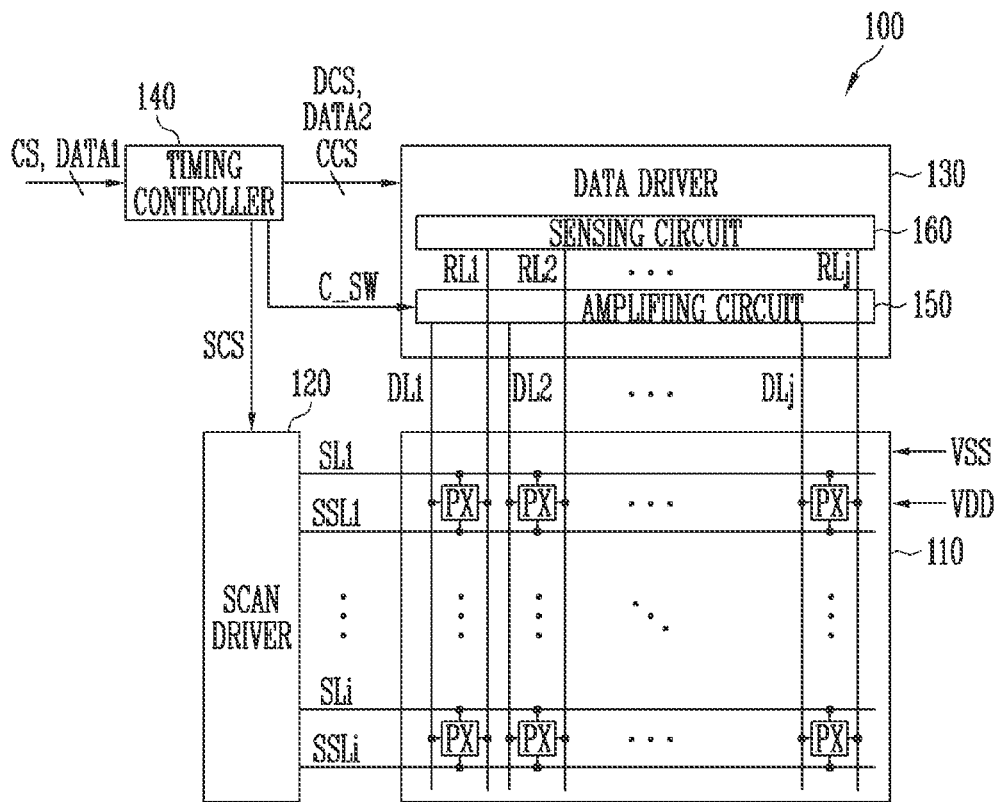 100
140
DCS,
DATA2
CCS
CS, DATA1
TIMING
CONTROLLER
DATA DRIVER
130
SENSING CIRCUIT
160
RL1
RL2
...
RLj
C_SW
AMPLIFIING CIRCUIT
150
SCS
120
DL1
DL2
...
DLj
SL1
VSS
PX
PX
...
PX
VDD
SSL1
110
SCAN
DRIVER
SLi
PX
PX
...
PX
SSLi